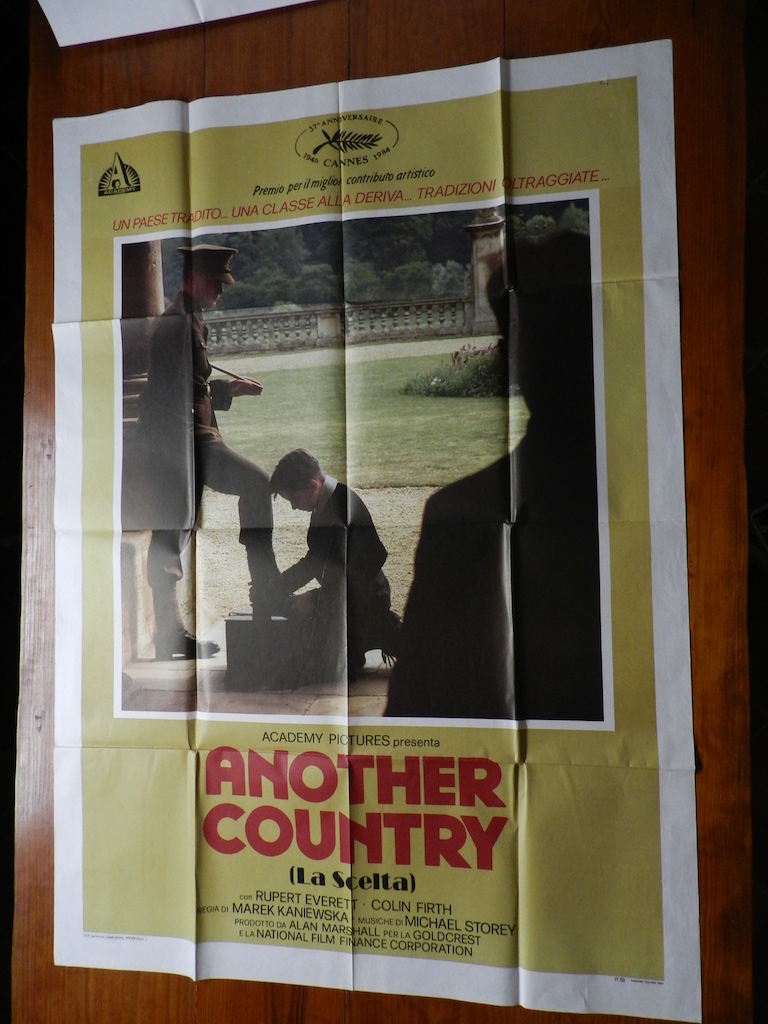 37e ANNIVERSAIRE
1946 CANNES 1984
ACADEMY
Premio per il miglior contributo artistico
UN PAESE TRADITO... UNA CLASSE ALLA DERIVA... TRADIZIONI OLTRAGGIATE...
ACADEMY PICTURES presenta
ANOTHER
COUNTRY
(La Scelta)
con RUPERT EVERETT · COLIN FIRTH
REGIA DI MAREK KANIEWSKA · MUSICHE DI MICHAEL STOREY
PRODOTTO DA ALAN MARSHALL PER LA GOLDCREST
E LA NATIONAL FILM FINANCE CORPORATION